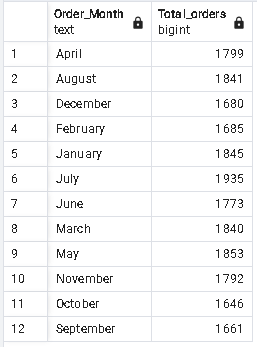 Order_Month Total_orders
text bigint
1 April 1799
2 August 1841
3 December 1680
4 February 1685
5 January 1845
6 July 1935
7 June 1773
8 March 1840
9 May 1853
10 November 1792
11 October 1646
12 September 1661